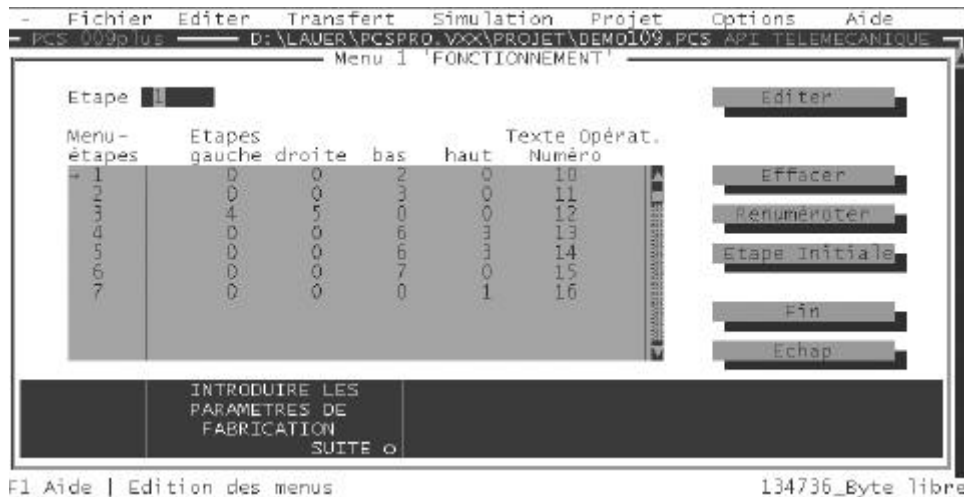 - Fichier Editer Transfert Simulation Projet Options Aide
PCS 009plus D:\LAUER\PCSPRO.VXX\PROJET\DEMO109.PCS API TELEMECANIQUE
Menu 1 'FONCTIONNEMENT'
Etape 1
Editer
Menu- Etapes Texte Opérat.
étapes gauche droite bas haut Numéro
→ 1 0 0 2 0 10
2 0 0 3 0 11
3 4 5 0 0 12
4 0 0 6 3 13
5 0 0 6 3 14
6 0 0 7 0 15
7 0 0 0 1 16
Effacer
Renuméroter
Etape Initiale
Fin
Echap
INTRODUIRE LES
PARAMETRES DE
FABRICATION
SUITE o
F1 Aide | Edition des menus 134736_Byte libre